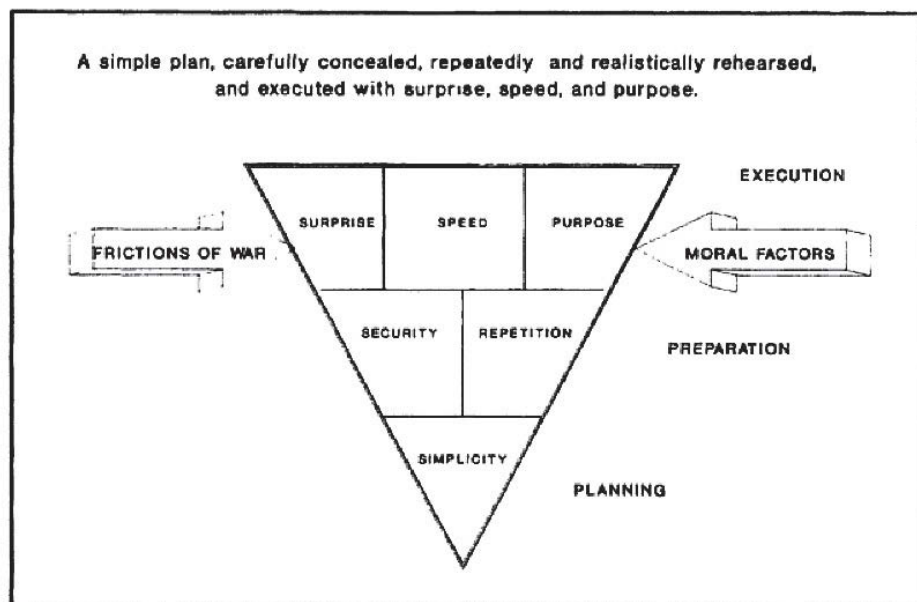 A simple plan, carefully concealed, repeatedly and realistically rehearsed,
and executed with surprise, speed, and purpose.
EXECUTION
SURPRISE SPEED PURPOSE
FRICTIONS OF WAR MORAL FACTORS
SECURITY REPETITION
PREPARATION
SIMPLICITY
PLANNING